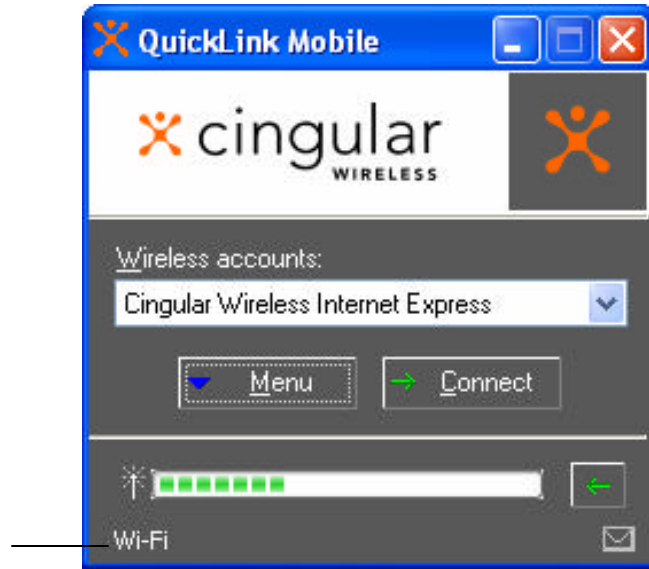 QuickLink Mobile
cingular
WIRELESS
Wireless accounts:
Cingular Wireless Internet Express
Menu
Connect
Wi-Fi